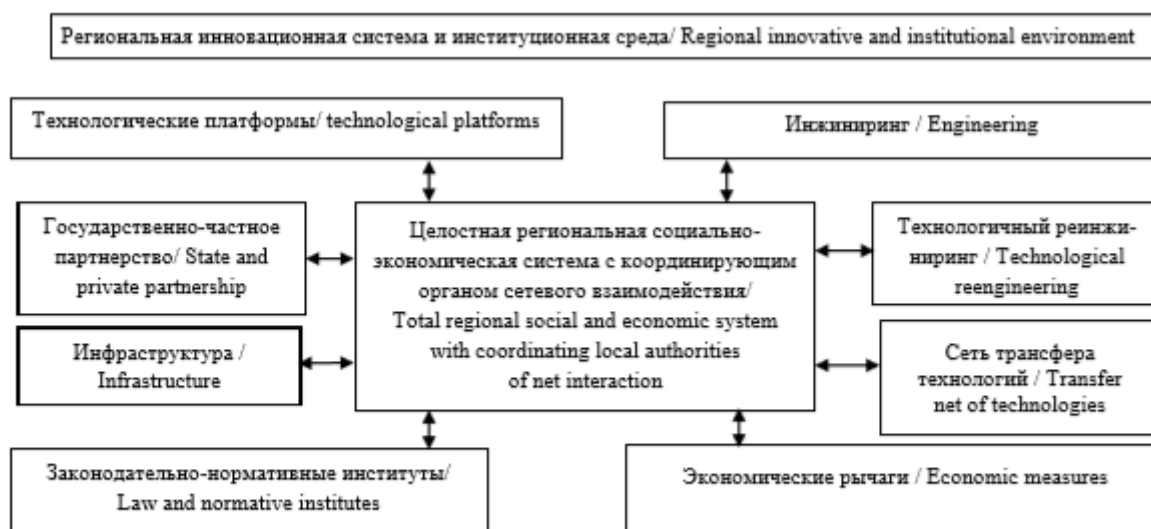 Региональная инновационная система и институционная среда/ Regional innovative and institutional environment
Технологические платформы/ technological platforms
Инжиниринг / Engineering
Государственно-частное
партнерство/ State and
private partnership
Целостная региональная социально-
экономическая система с координирующим
органом сетевого взаимодействия/
Total regional social and economic system
with coordinating local authorities
of net interaction
Технологичный реинжи-
ниринг / Technological
reengineering
Инфраструктура /
Infrastructure
Сеть трансфера
технологий / Transfer
net of technologies
Законодательно-нормативные институты/
Law and normative institutes
Экономические рычаги / Economic measures